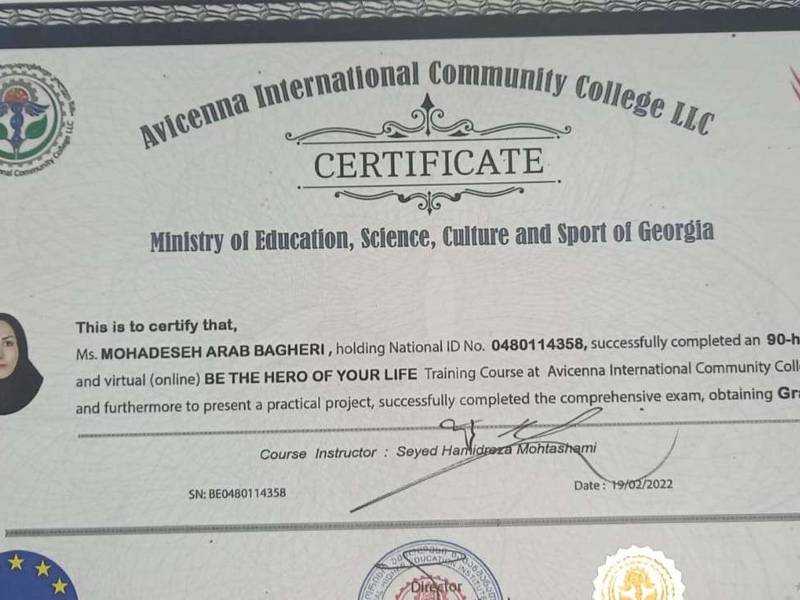 Avicenna International Community College LLC
CERTIFICATE
Ministry of Education, Science, Culture and Sport of Georgia
This is to certify that,
Ms. MOHADESEH ARAB BAGHERI , holding National ID No. 0480114358, successfully completed an 90-h
and virtual (online) BE THE HERO OF YOUR LIFE Training Course at Avicenna International Community Coll
and furthermore to present a practical project, successfully completed the comprehensive exam, obtaining Gra
Course Instructor : Seyed Hamidreza Mohtashami
SN: BE0480114358
Date : 19/02/2022
Director